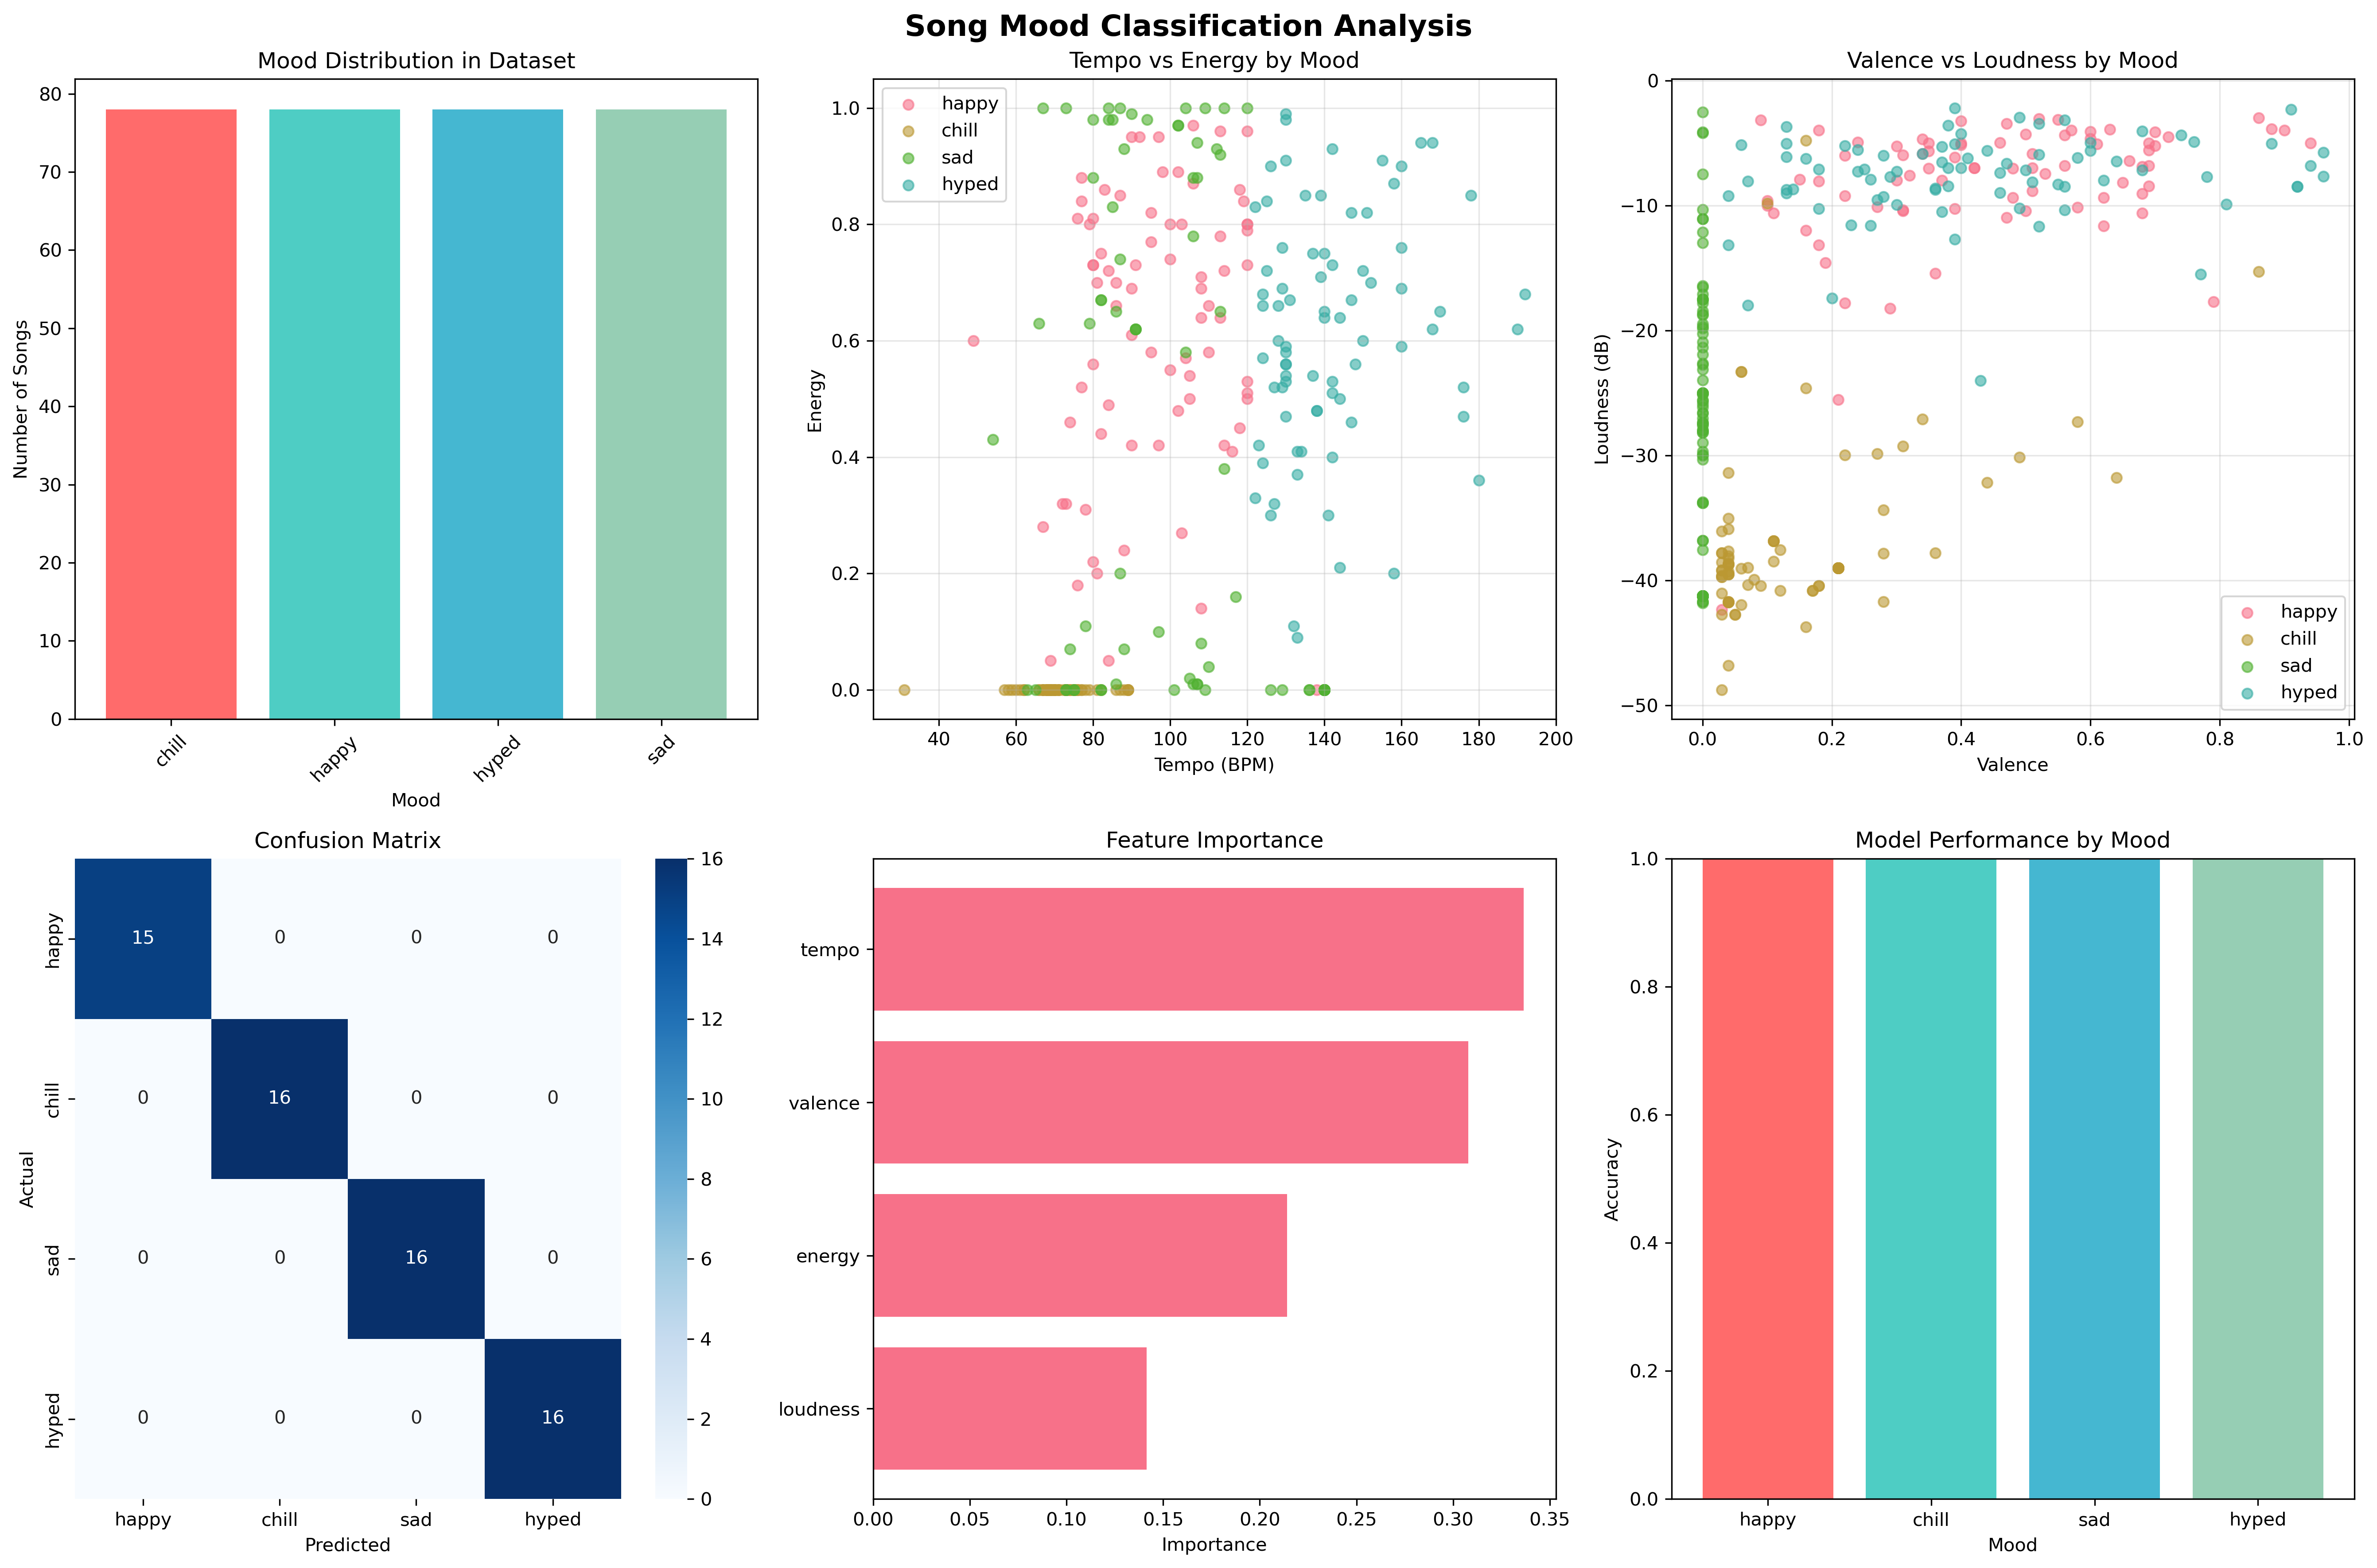 Song Mood Classification Analysis
Mood Distribution in Dataset
Number of Songs
80
70
60
50
40
30
20
10
0
chill
happy
hyped
sad
Mood
Tempo vs Energy by Mood
happy
chill
sad
hyped
Energy
1.0
0.8
0.6
0.4
0.2
0.0
40 60 80 100 120 140 160 180 200
Tempo (BPM)
Valence vs Loudness by Mood
Loudness (dB)
0
−10
−20
−30
−40
−50
happy
chill
sad
hyped
0.0 0.2 0.4 0.6 0.8 1.0
Valence
Confusion Matrix
Actual
happy
chill
sad
hyped
15 0 0 0
0 16 0 0
0 0 16 0
0 0 0 16
happy chill sad hyped
Predicted
16
14
12
10
8
6
4
2
0
Feature Importance
tempo
valence
energy
loudness
0.00 0.05 0.10 0.15 0.20 0.25 0.30 0.35
Importance
Model Performance by Mood
Accuracy
1.0
0.8
0.6
0.4
0.2
0.0
happy chill sad hyped
Mood